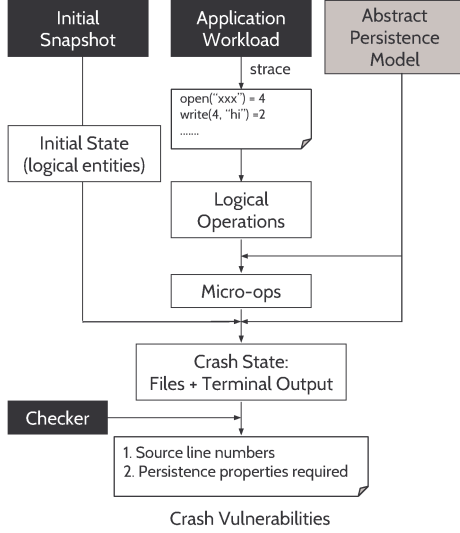 Initial
Snapshot
Application
Workload
Abstract
Persistence
Model
strace
open("xxx") = 4
write(4, "hi") =2
.......
Initial State
(logical entities)
Logical
Operations
Micro-ops
Crash State:
Files + Terminal Output
Checker
1. Source line numbers
2. Persistence properties required
Crash Vulnerabilities